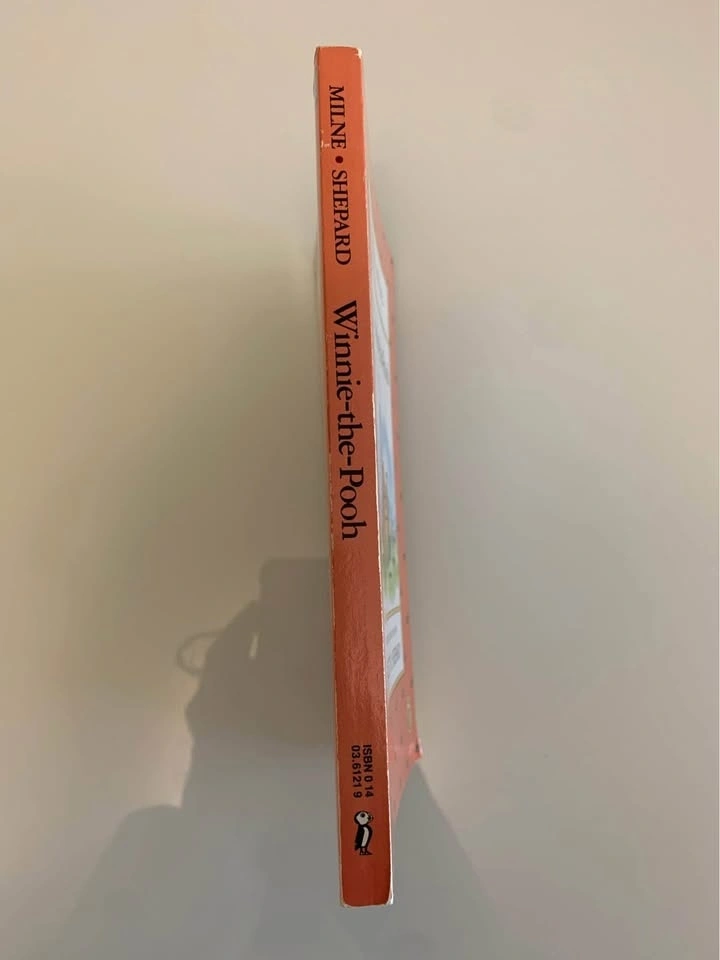 MILNE • SHEPARD
Winnie-the-Pooh
ISBN 0 14
03.6121 9